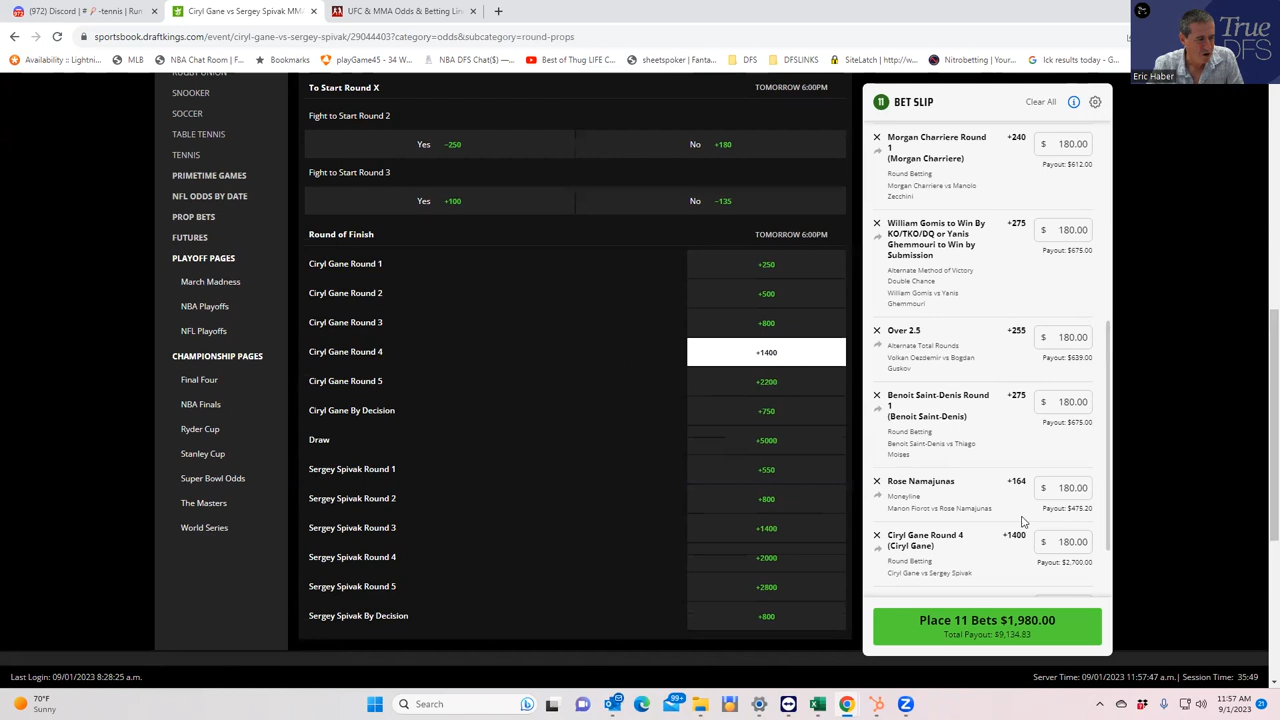 (972) Discord | # 🎾-tennis | Run
Ciryl Gane vs Sergey Spivak MMA
UFC & MMA Odds & Betting Line
sportsbook.draftkings.com/event/ciryl-gane-vs-sergey-spivak/29044403?category=odds&subcategory=round-props
Availability :: Lightni...
MLB
NBA Chat Room | F...
Bookmarks
playGame45 - 34 W...
NBA DFS Chat($) —...
Best of Thug LIFE C...
sheetspoker | Fanta...
DFS
DFSLINKS
SiteLatch | http://w...
Nitrobetting | Your...
Ick results today - G...
True
DFS
Eric Haber
SNOOKER
SOCCER
TABLE TENNIS
TENNIS
PRIMETIME GAMES
NFL ODDS BY DATE
PROP BETS
FUTURES
PLAYOFF PAGES
March Madness
NBA Playoffs
NFL Playoffs
CHAMPIONSHIP PAGES
Final Four
NBA Finals
Ryder Cup
Stanley Cup
Super Bowl Odds
The Masters
World Series
To Start Round X TOMORROW 6:00PM
Fight to Start Round 2
Yes −250 No +180
Fight to Start Round 3
Yes +100 No −135
Round of Finish TOMORROW 6:00PM
Ciryl Gane Round 1 +250
Ciryl Gane Round 2 +500
Ciryl Gane Round 3 +800
Ciryl Gane Round 4 +1400
Ciryl Gane Round 5 +2200
Ciryl Gane By Decision +750
Draw +5000
Sergey Spivak Round 1 +550
Sergey Spivak Round 2 +800
Sergey Spivak Round 3 +1400
Sergey Spivak Round 4 +2000
Sergey Spivak Round 5 +2800
Sergey Spivak By Decision +800
11 BET SLIP Clear All
Morgan Charriere Round +240 $ 180.00
1
(Morgan Charriere) Payout: $612.00
Round Betting
Morgan Charriere vs Manolo
Zecchini
William Gomis to Win By +275 $ 180.00
KO/TKO/DQ or Yanis
Ghemmouri to Win by Payout: $675.00
Submission
Alternate Method of Victory
Double Chance
William Gomis vs Yanis
Ghemmouri
Over 2.5 +255 $ 180.00
Alternate Total Rounds
Volkan Oezdemir vs Bogdan Payout: $639.00
Guskov
Benoit Saint-Denis Round +275 $ 180.00
1
(Benoit Saint-Denis) Payout: $675.00
Round Betting
Benoit Saint-Denis vs Thiago
Moises
Rose Namajunas +164 $ 180.00
Moneyline
Manon Fiorot vs Rose Namajunas Payout: $475.20
Ciryl Gane Round 4 +1400 $ 180.00
(Ciryl Gane)
Round Betting Payout: $2,700.00
Ciryl Gane vs Sergey Spivak
Place 11 Bets $1,980.00
Total Payout: $9,134.83
Last Login: 09/01/2023 8:28:25 a.m. Server Time: 09/01/2023 11:57:47 a.m.| Session Time: 35:49
70°F
Sunny
Search
99+
11:57 AM
9/1/2023
21